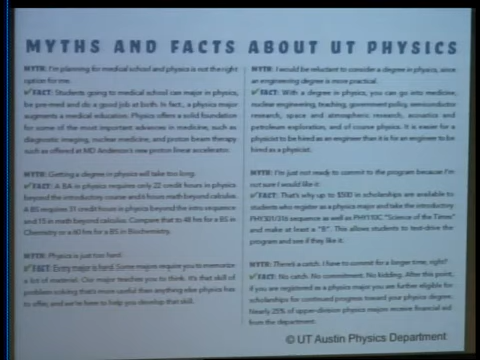 MYTHS AND FACTS ABOUT UT PHYSICS
MYTH: I'm planning for medical school and physics is not the right
option for me.
✓FACT: Students going to medical school can major in physics,
be pre-med and do a good job at both. In fact, a physics major
augments a medical education. Physics offers a solid foundation
for some of the most important advances in medicine, such as
diagnostic imaging, nuclear medicine, and proton beam therapy
such as offered at MD Anderson's new proton linear accelerator.
MYTH: Getting a degree in physics will take too long.
✓FACT: A BA in physics requires only 22 credit hours in physics
beyond the introductory course and 6 hours math beyond calculus.
A BS requires 31 credit hours in physics beyond the intro sequence
and 15 in math beyond calculus. Compare that to 48 hrs for a BS in
Chemistry or a 60 hrs for a BS in Biochemistry.
MYTH: Physics is just too hard.
✓FACT: Every major is hard. Some majors require you to memorize
a lot of material. Our major teaches you to think. It's that skill of
problem solving that's more useful than anything else physics has
to offer, and we're here to help you develop that skill.
MYTH: I would be reluctant to consider a degree in physics, since
an engineering degree is more practical.
✓FACT: With a degree in physics, you can go into medicine,
nuclear engineering, teaching, government policy, semiconductor
research, space and atmospheric research, acoustics and
petroleum exploration, and of course physics. It is easier for a
physicist to be hired as an engineer than it is for an engineer to be
hired as a physicist.
MYTH: I'm just not ready to commit to the program because I'm
not sure I would like it.
✓FACT: That's why up to $500 in scholarships are available to
students who register as a physics major and take the introductory
PHY301/316 sequence as well as PHY110C "Science of the Times"
and make at least a "B". This allows students to test-drive the
program and see if they like it.
MYTH: There's a catch. I have to commit for a longer time, right?
✓FACT: No catch. No commitment. No kidding. After this point,
if you are registered as a physics major you are further eligible for
scholarships for continued progress toward your physics degree.
Nearly 25% of upper-division physics majors receive financial aid
from the department.
© UT Austin Physics Department